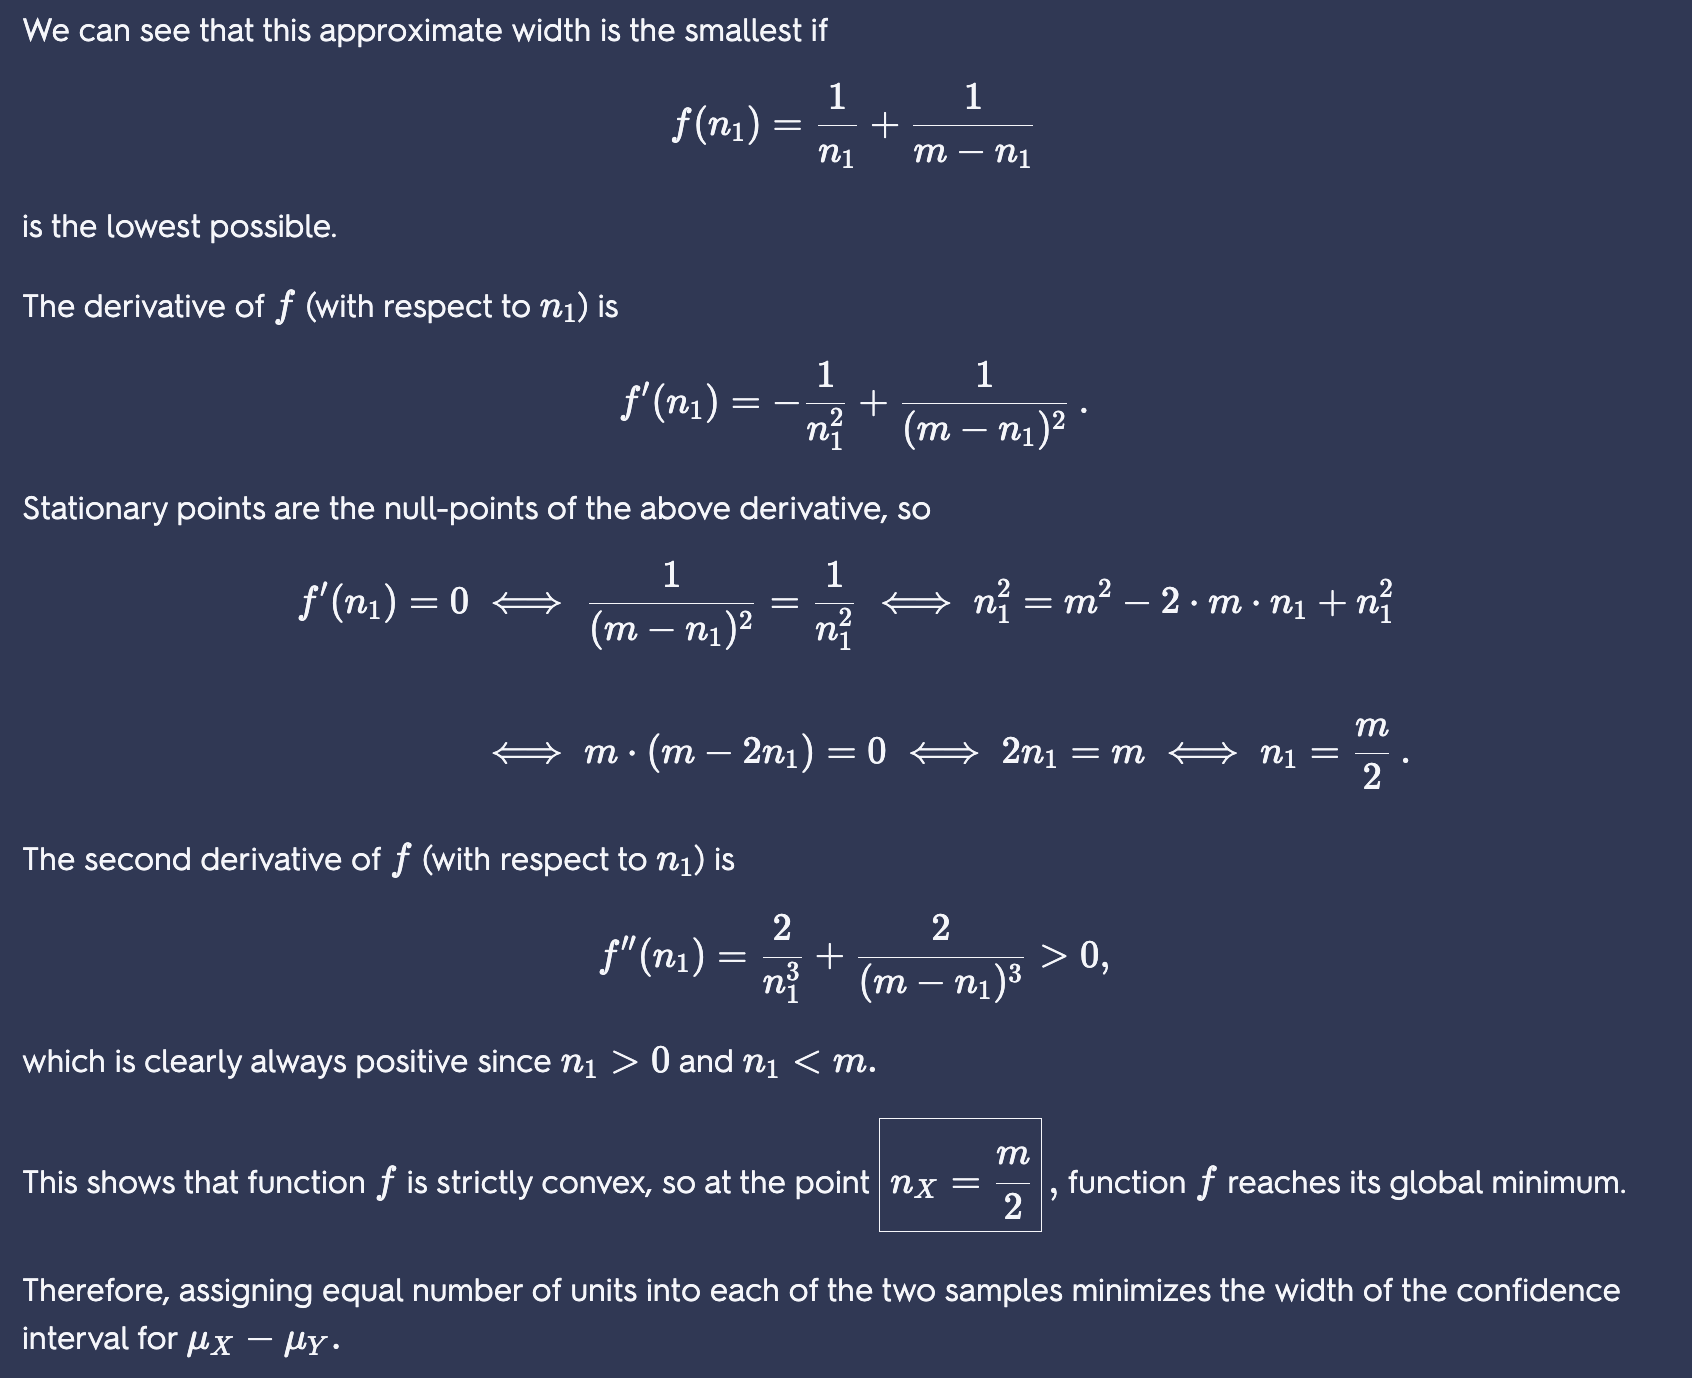 We can see that this approximate width is the smallest if
f(n₁) = 1/n₁ + 1/(m − n₁)
is the lowest possible.
The derivative of f (with respect to n₁) is
f′(n₁) = −1/n₁² + 1/(m − n₁)² .
Stationary points are the null-points of the above derivative, so
f′(n₁) = 0 ⟺ 1/(m − n₁)² = 1/n₁² ⟺ n₁² = m² − 2 · m · n₁ + n₁²
⟺ m · (m − 2n₁) = 0 ⟺ 2n₁ = m ⟺ n₁ = m/2 .
The second derivative of f (with respect to n₁) is
f″(n₁) = 2/n₁³ + 2/(m − n₁)³ > 0,
which is clearly always positive since n₁ > 0 and n₁ < m.
This shows that function f is strictly convex, so at the point n_X = m/2 , function f reaches its global minimum.
Therefore, assigning equal number of units into each of the two samples minimizes the width of the confidence
interval for μ_X − μ_Y.